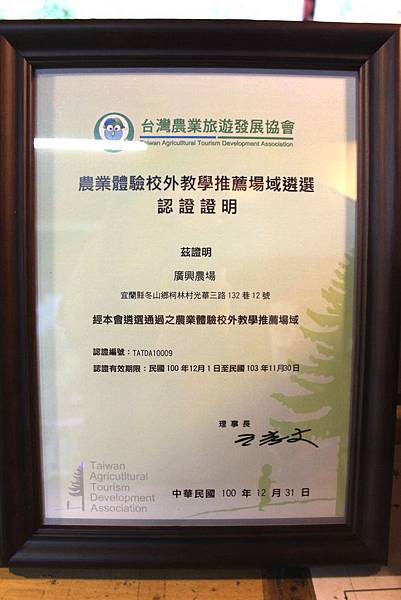 台灣農業旅遊發展協會
Taiwan Agricultitural Tourism Development Association
農業體驗校外教學推薦場域遴選
認證證明
茲證明
廣興農場
宜蘭縣冬山鄉柯林村光華三路132巷12號
經本會遴選通過之農業體驗校外教學推薦場域
認證編號：TATDA10009
認證有效期限：民國100年12月1日至民國103年11月30日
理事長
Taiwan
Agricultitural
Tourism
Development
Association
中華民國 100 年 12 月 31 日